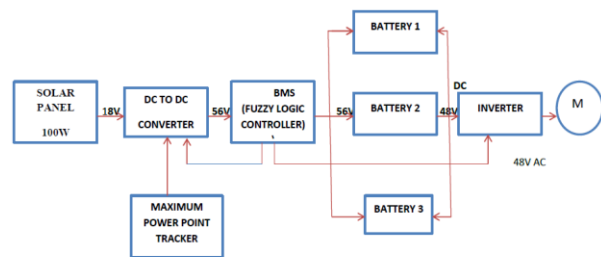 BATTERY 1
SOLAR
PANEL
100W
18V
DC TO DC
CONVERTER
56V
BMS
(FUZZY LOGIC
CONTROLLER)
56V
BATTERY 2
48V
DC
INVERTER
M
48V AC
MAXIMUM
POWER POINT
TRACKER
BATTERY 3